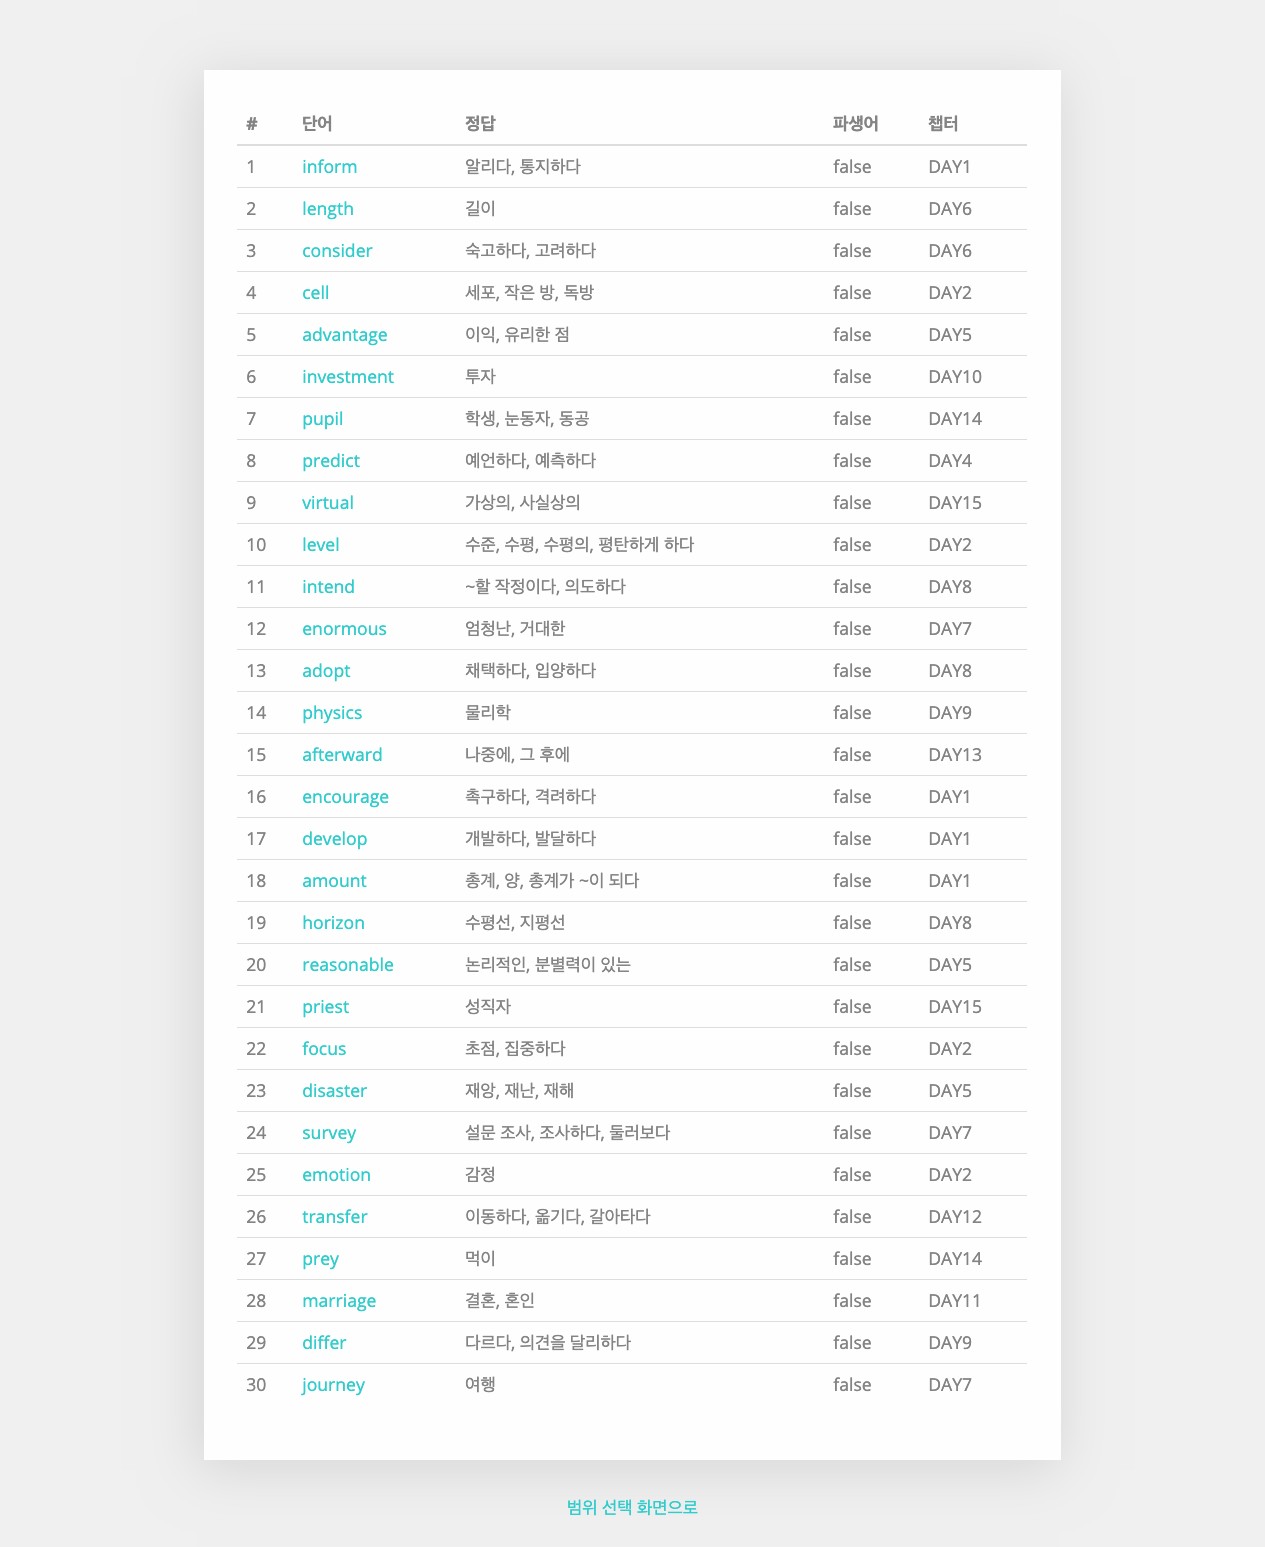 # 단어 정답 파생어 챕터
1 inform 알리다, 통지하다 false DAY1
2 length 길이 false DAY6
3 consider 숙고하다, 고려하다 false DAY6
4 cell 세포, 작은 방, 독방 false DAY2
5 advantage 이익, 유리한 점 false DAY5
6 investment 투자 false DAY10
7 pupil 학생, 눈동자, 동공 false DAY14
8 predict 예언하다, 예측하다 false DAY4
9 virtual 가상의, 사실상의 false DAY15
10 level 수준, 수평, 수평의, 평탄하게 하다 false DAY2
11 intend ~할 작정이다, 의도하다 false DAY8
12 enormous 엄청난, 거대한 false DAY7
13 adopt 채택하다, 입양하다 false DAY8
14 physics 물리학 false DAY9
15 afterward 나중에, 그 후에 false DAY13
16 encourage 촉구하다, 격려하다 false DAY1
17 develop 개발하다, 발달하다 false DAY1
18 amount 총계, 양, 총계가 ~이 되다 false DAY1
19 horizon 수평선, 지평선 false DAY8
20 reasonable 논리적인, 분별력이 있는 false DAY5
21 priest 성직자 false DAY15
22 focus 초점, 집중하다 false DAY2
23 disaster 재앙, 재난, 재해 false DAY5
24 survey 설문 조사, 조사하다, 둘러보다 false DAY7
25 emotion 감정 false DAY2
26 transfer 이동하다, 옮기다, 갈아타다 false DAY12
27 prey 먹이 false DAY14
28 marriage 결혼, 혼인 false DAY11
29 differ 다르다, 의견을 달리하다 false DAY9
30 journey 여행 false DAY7
범위 선택 화면으로